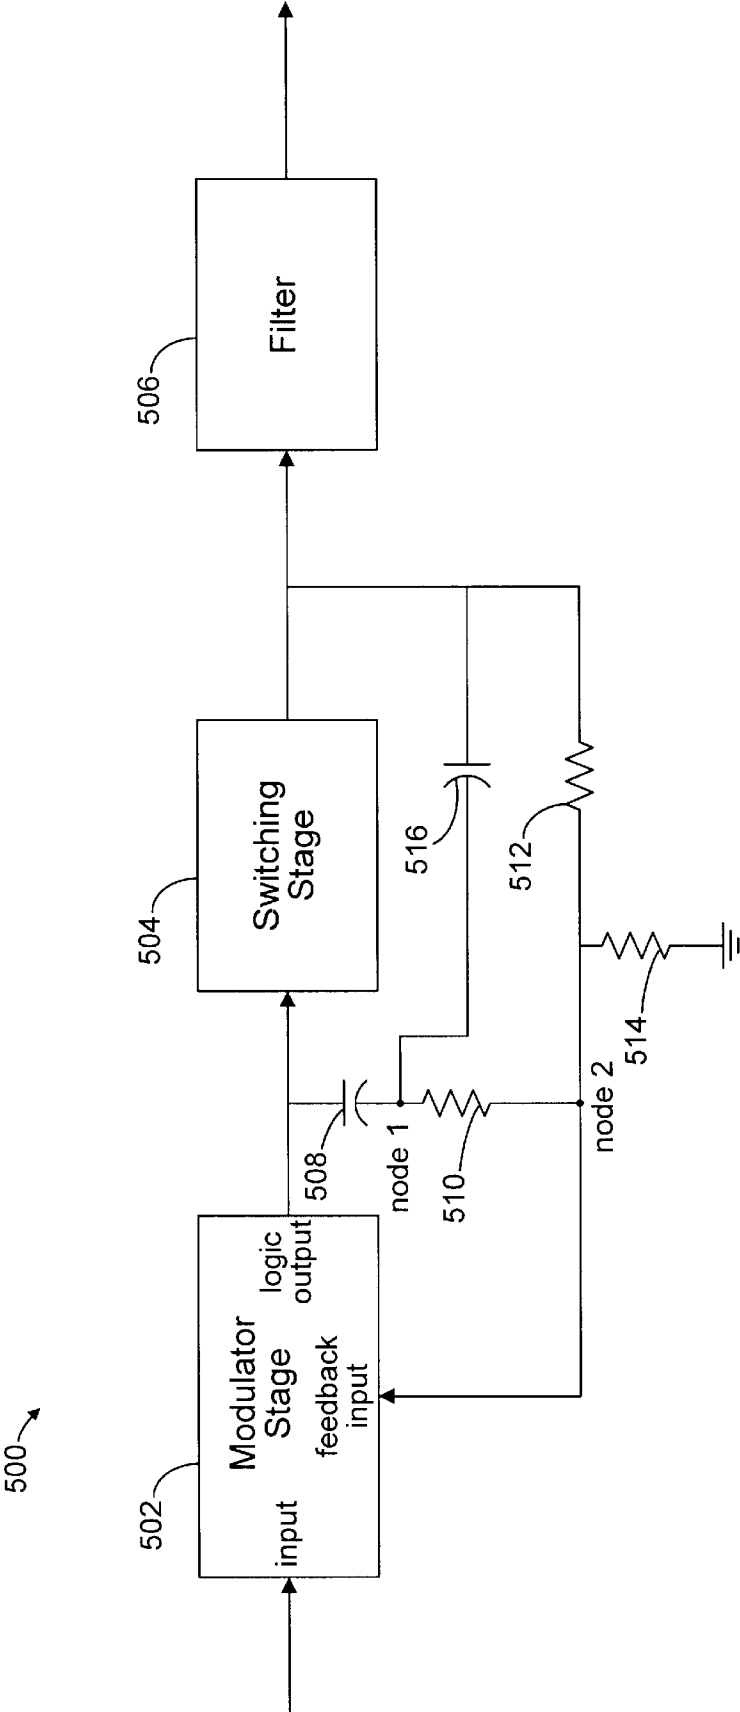 500
502
input
Modulator
Stage
feedback
input
logic
output
508
node 1
510
node 2
504
Switching
Stage
516
512
514
506
Filter